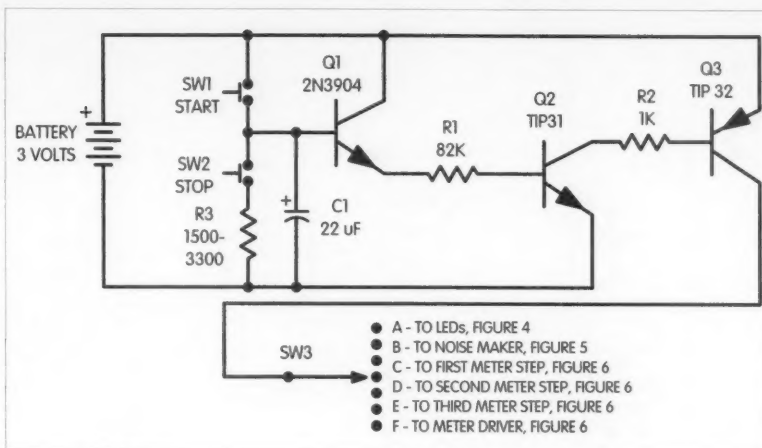 Q1
2N3904
Q3
TIP 32
SW1
START
Q2
TIP31
R2
1K
+
BATTERY
3 VOLTS
R1
82K
SW2
STOP
+
C1
22 uF
R3
1500-
3300
A - TO LEDs, FIGURE 4
B - TO NOISE MAKER, FIGURE 5
SW3
C - TO FIRST METER STEP, FIGURE 6
D - TO SECOND METER STEP, FIGURE 6
E - TO THIRD METER STEP, FIGURE 6
F - TO METER DRIVER, FIGURE 6